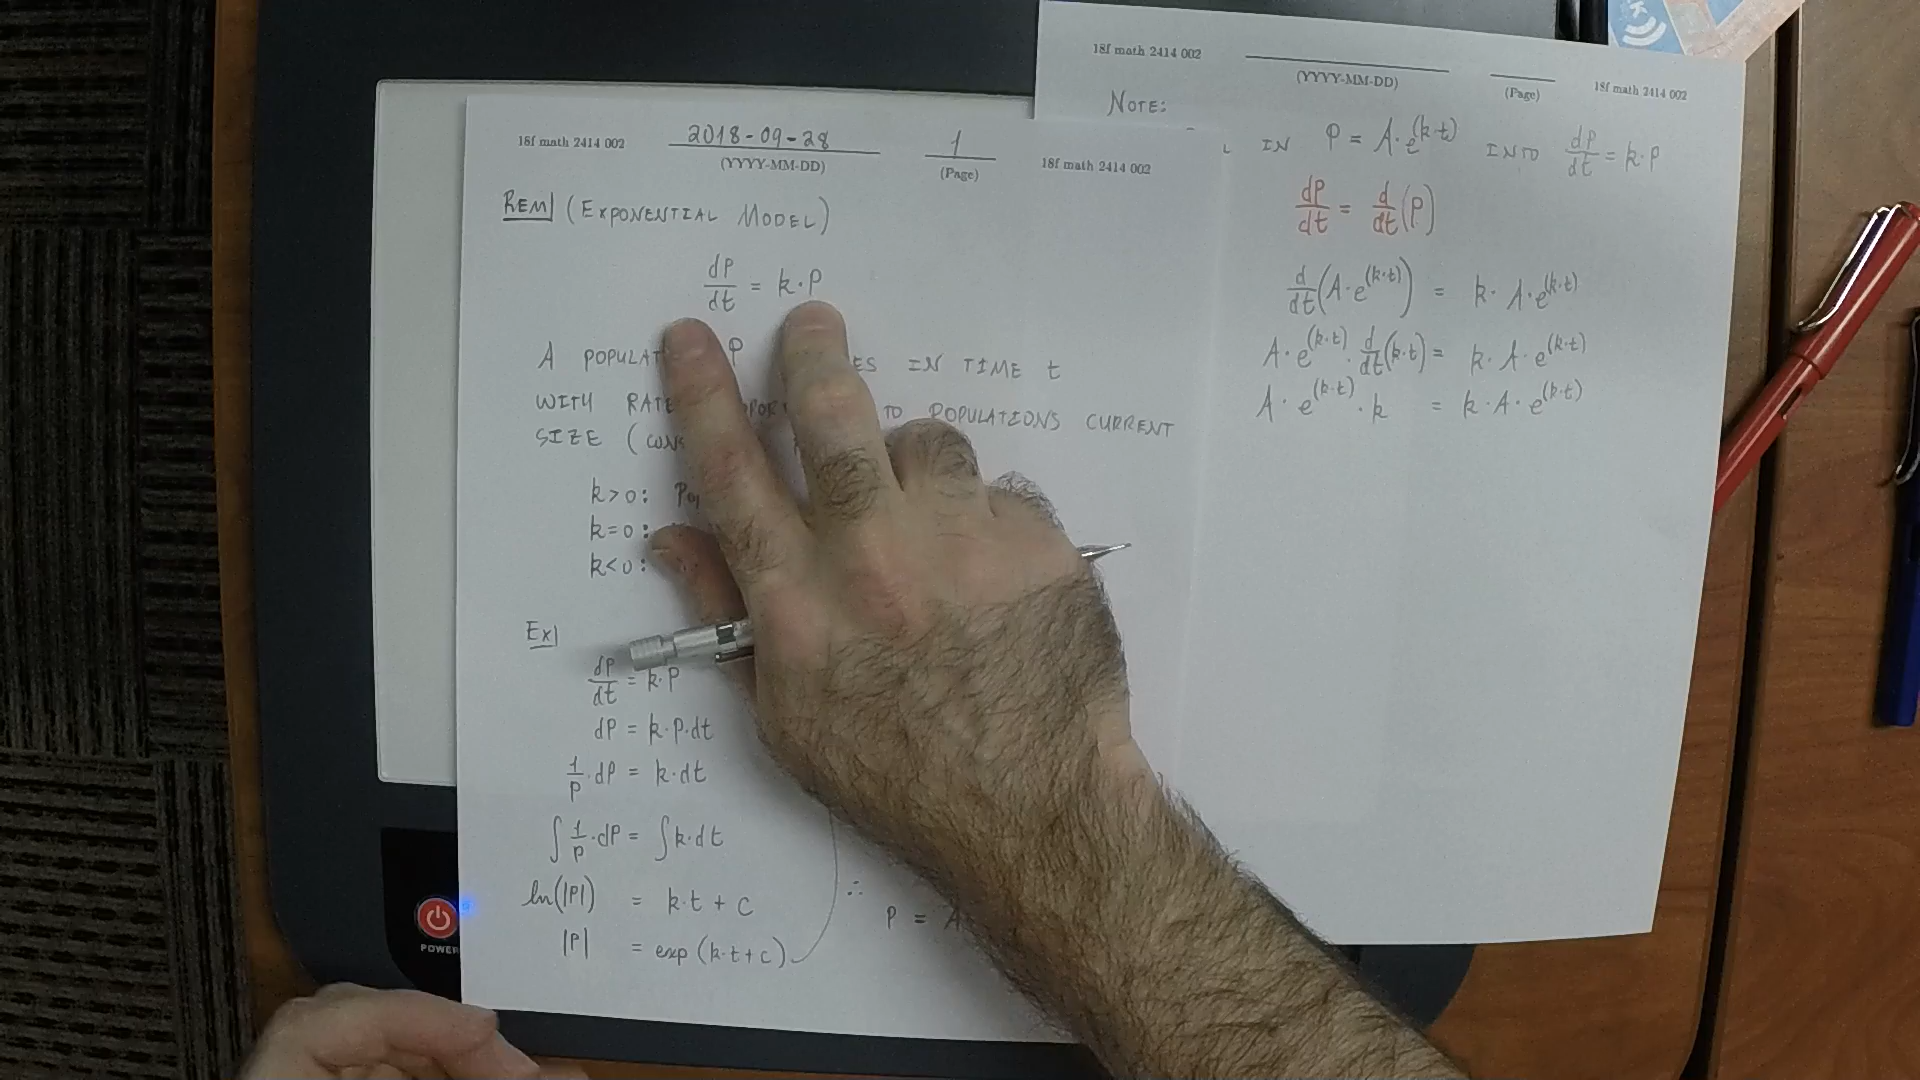 18f math 2414 002 2018-09-28 1 18f math 2414 002
(YYYY-MM-DD) (Page)
REM (EXPONENTIAL MODEL)
dP/dt = k·P
A P ES IN TIME t
WITH RATE TO POPULATIONS CURRENT
SIZE
k>0:
k=0:
k<0:
Ex
dP/dt = k·P
dP = k·P·dt
1/P·dP = k·dt
∫1/P·dP = ∫k·dt
ln(|P|) = k·t + c
|P| = exp(k·t+c)
∴
P = A
18f math 2414 002 18f math 2414 002
(YYYY-MM-DD) (Page)
NOTE:
IN P = A·e^(k·t) INTO dP/dt = k·P
dP/dt = d/dt(P)
d/dt(A·e^(k·t)) = k·A·e^(k·t)
A·e^(k·t)·d/dt(k·t) = k·A·e^(k·t)
A·e^(k·t)·k = k·A·e^(k·t)
POWER